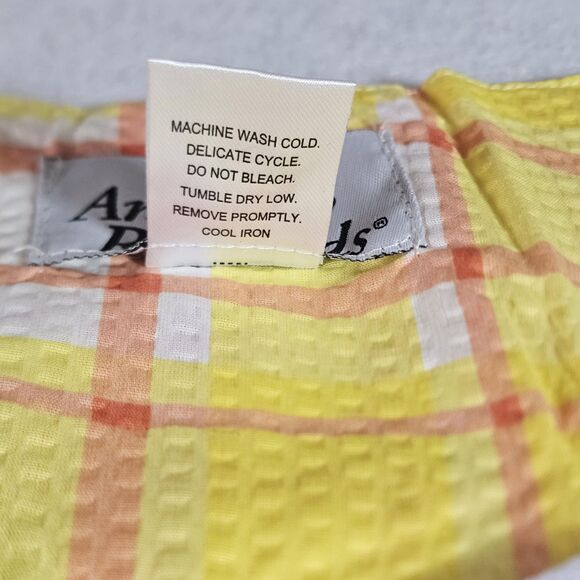 MACHINE WASH COLD.
DELICATE CYCLE.
DO NOT BLEACH.
TUMBLE DRY LOW.
REMOVE PROMPTLY.
COOL IRON